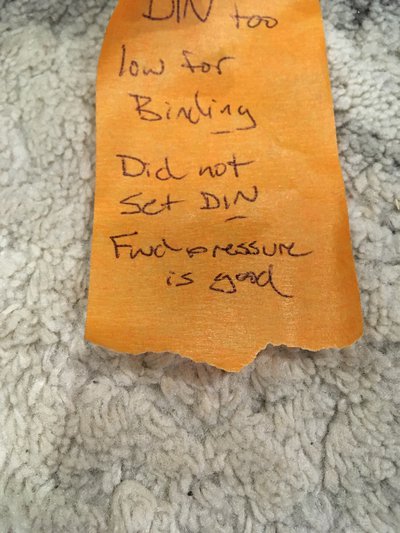 DIN too
low for
Binding
Did not
Set DIN
Fwd pressure
is good